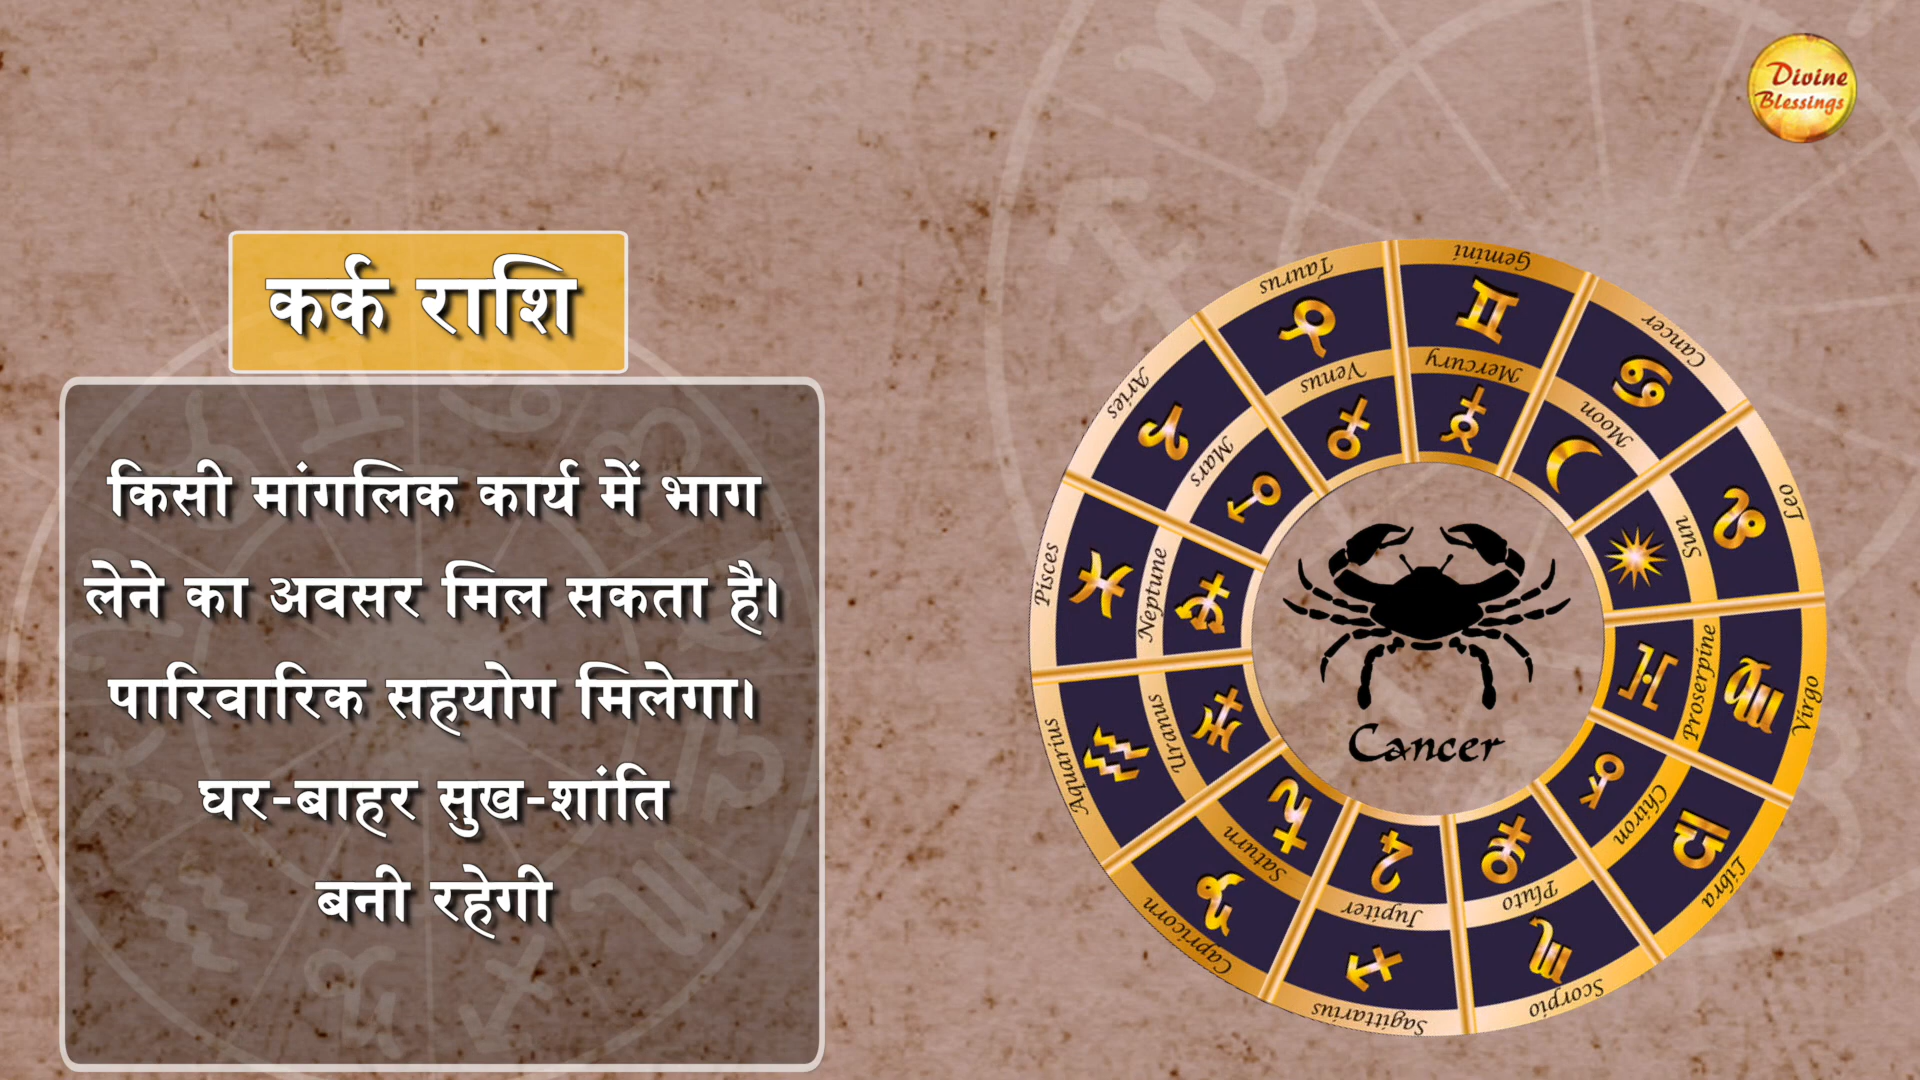 Divine
Blessings
कर्क राशि
किसी मांगलिक कार्य में भाग
लेने का अवसर मिल सकता है।
पारिवारिक सहयोग मिलेगा।
घर-बाहर सुख-शांति
बनी रहेगी
Gemini
Cancer
Leo
Virgo
Libra
Scorpio
Sagittarius
Capricorn
Aquarius
Pisces
Aries
Taurus
Mercury
Moon
Sun
Proserpine
Chiron
Pluto
Jupiter
Saturn
Uranus
Neptune
Mars
Venus
Cancer